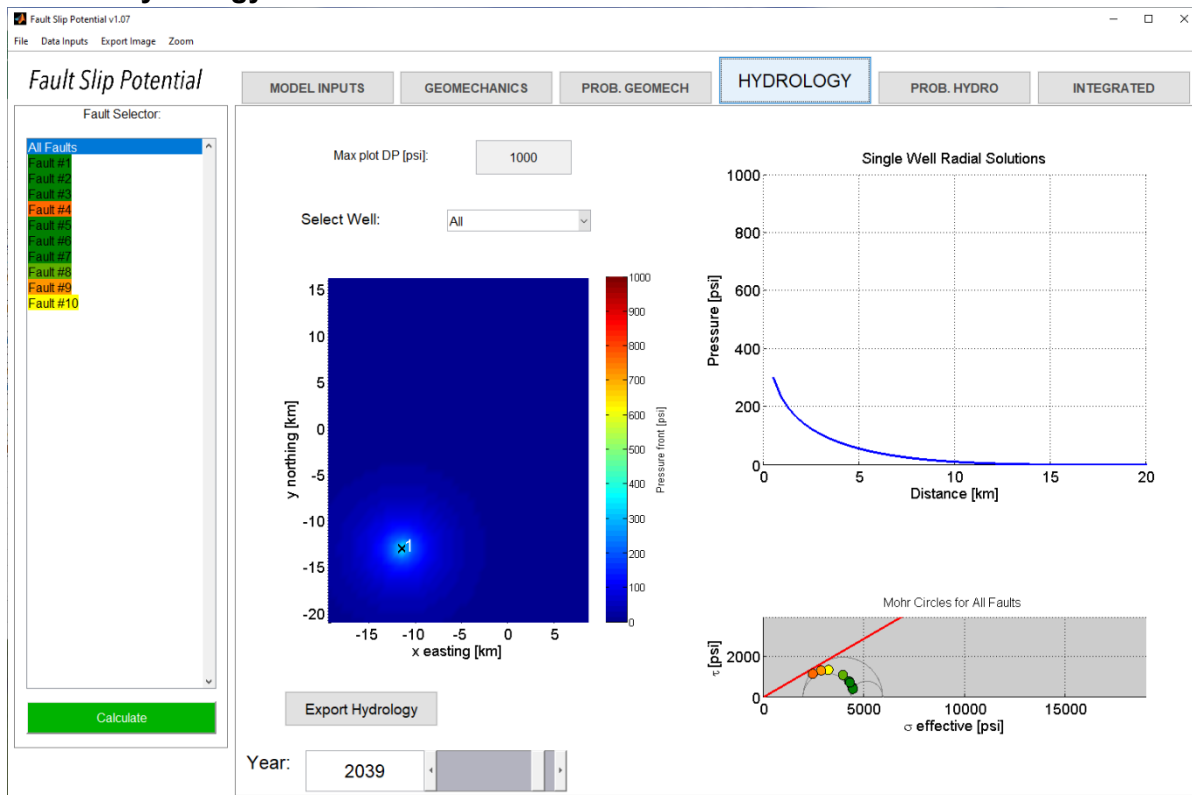 Fault Slip Potential v1.07
File Data Inputs Export Image Zoom
Fault Slip Potential
MODEL INPUTS GEOMECHANICS PROB. GEOMECH HYDROLOGY PROB. HYDRO INTEGRATED
Fault Selector:
All Faults
Fault #1
Fault #2
Fault #3
Fault #4
Fault #5
Fault #6
Fault #7
Fault #8
Fault #9
Fault #10
Calculate
Max plot DP [psi]: 1000
Select Well: All
15
10
5
0
-5
-10
-15
-20
y northing [km]
1
-15 -10 -5 0 5
x easting [km]
1000
900
800
700
600
500
400
300
200
100
0
Pressure front [psi]
Export Hydrology
Year: 2039
Single Well Radial Solutions
1000
800
600
400
200
0
Pressure [psi]
0 5 10 15 20
Distance [km]
Mohr Circles for All Faults
2000
0
τ [psi]
0 5000 10000 15000
σ effective [psi]